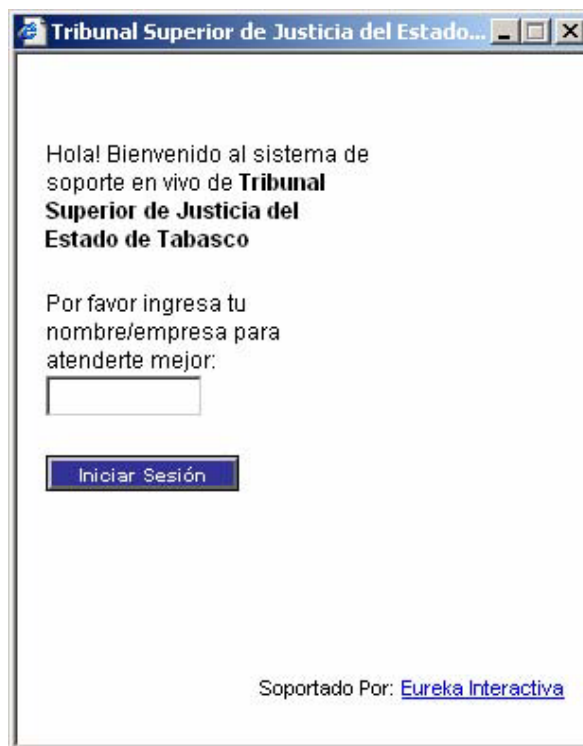 Tribunal Superior de Justicia del Estado...
Hola! Bienvenido al sistema de
soporte en vivo de Tribunal
Superior de Justicia del
Estado de Tabasco
Por favor ingresa tu
nombre/empresa para
atenderte mejor:
Iniciar Sesión
Soportado Por: Eureka Interactiva